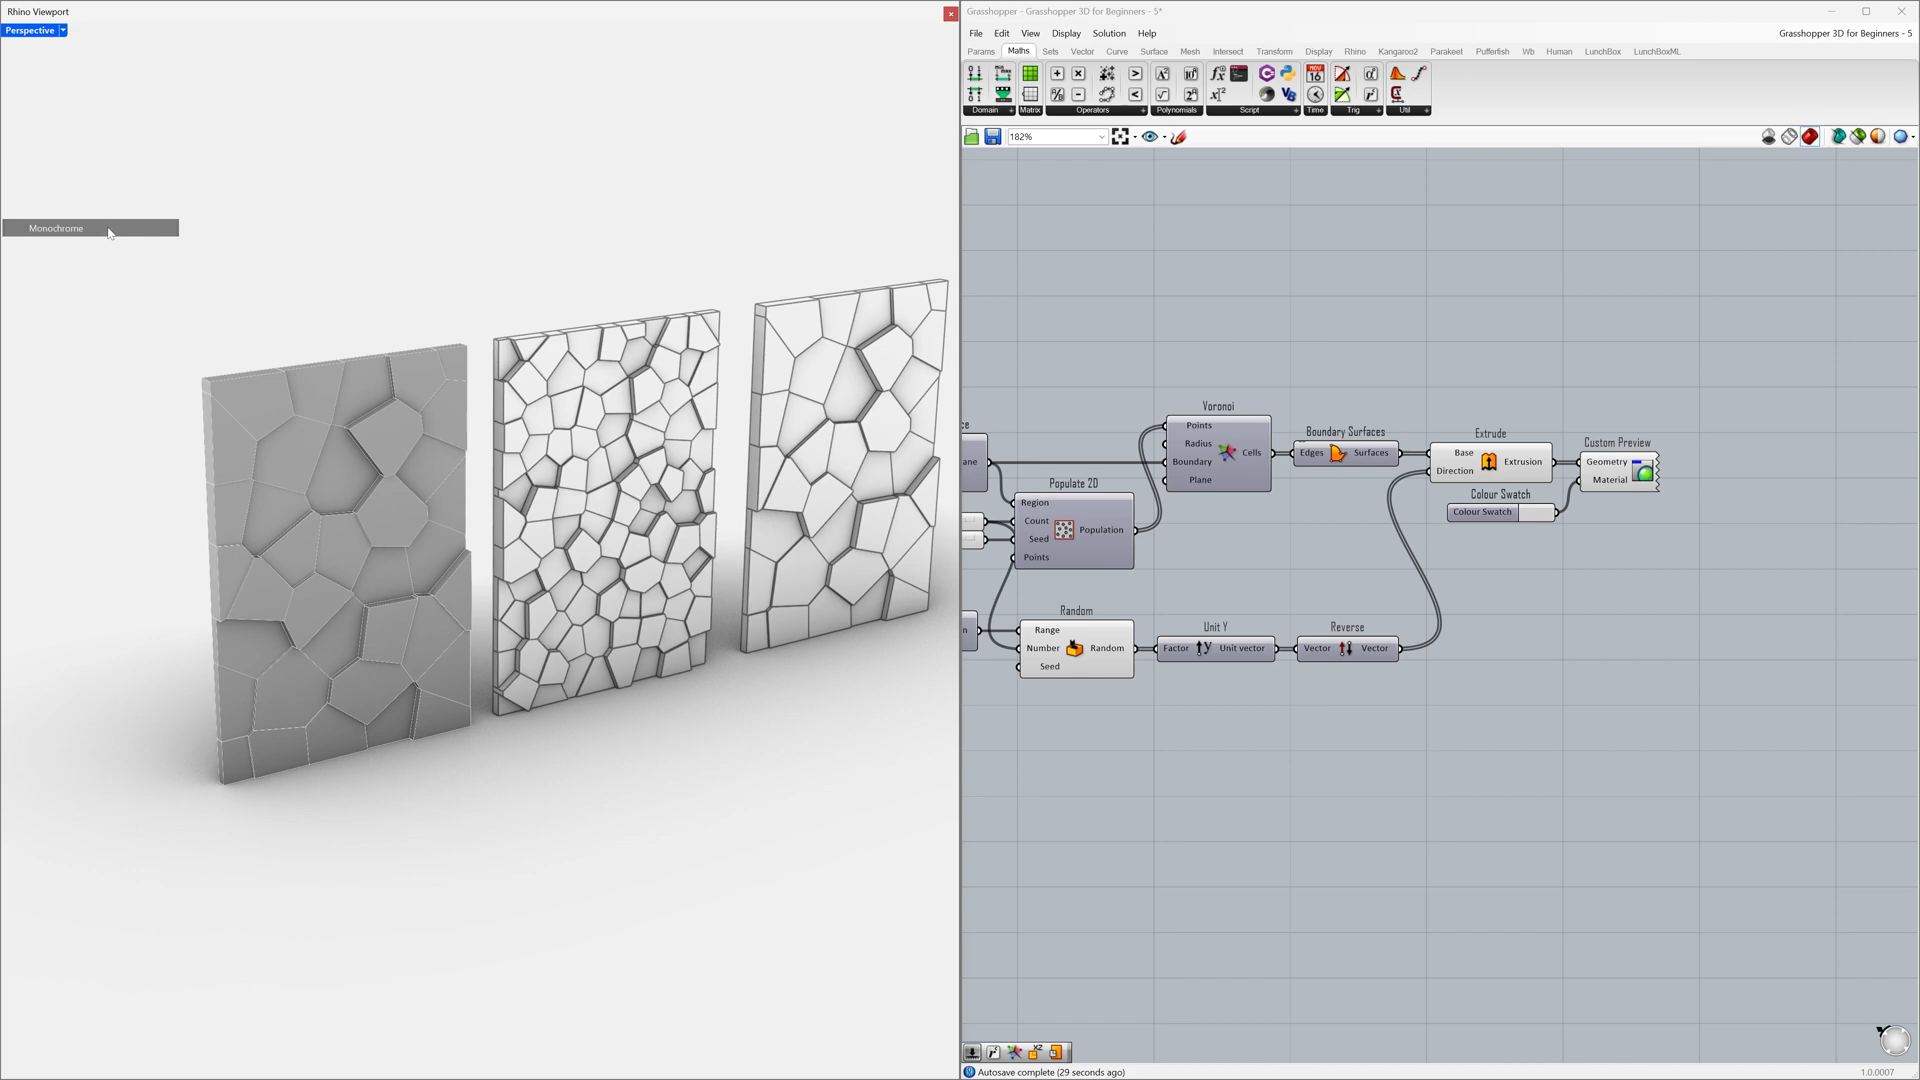 Rhino Viewport
Perspective
Monochrome
Grasshopper - Grasshopper 3D for Beginners - 5*
File Edit View Display Solution Help
Grasshopper 3D for Beginners - 5
Params Maths Sets Vector Curve Surface Mesh Intersect Transform Display Rhino Kangaroo2 Parakeet Pufferfish Wb Human LunchBox LunchBoxML
Domain Matrix Operators Polynomials Script Time Trig Util
182%
Voronoi
Points
Radius
Boundary
Plane
Cells
Boundary Surfaces
Edges Surfaces
Extrude
Base
Direction
Extrusion
Custom Preview
Geometry
Material
Colour Swatch
Colour Swatch
ce
ane
Populate 2D
Region
Count
Seed
Points
Population
n
Random
Range
Number
Seed
Random
Unit Y
Factor Unit vector
Reverse
Vector Vector
Autosave complete (29 seconds ago)
1.0.0007